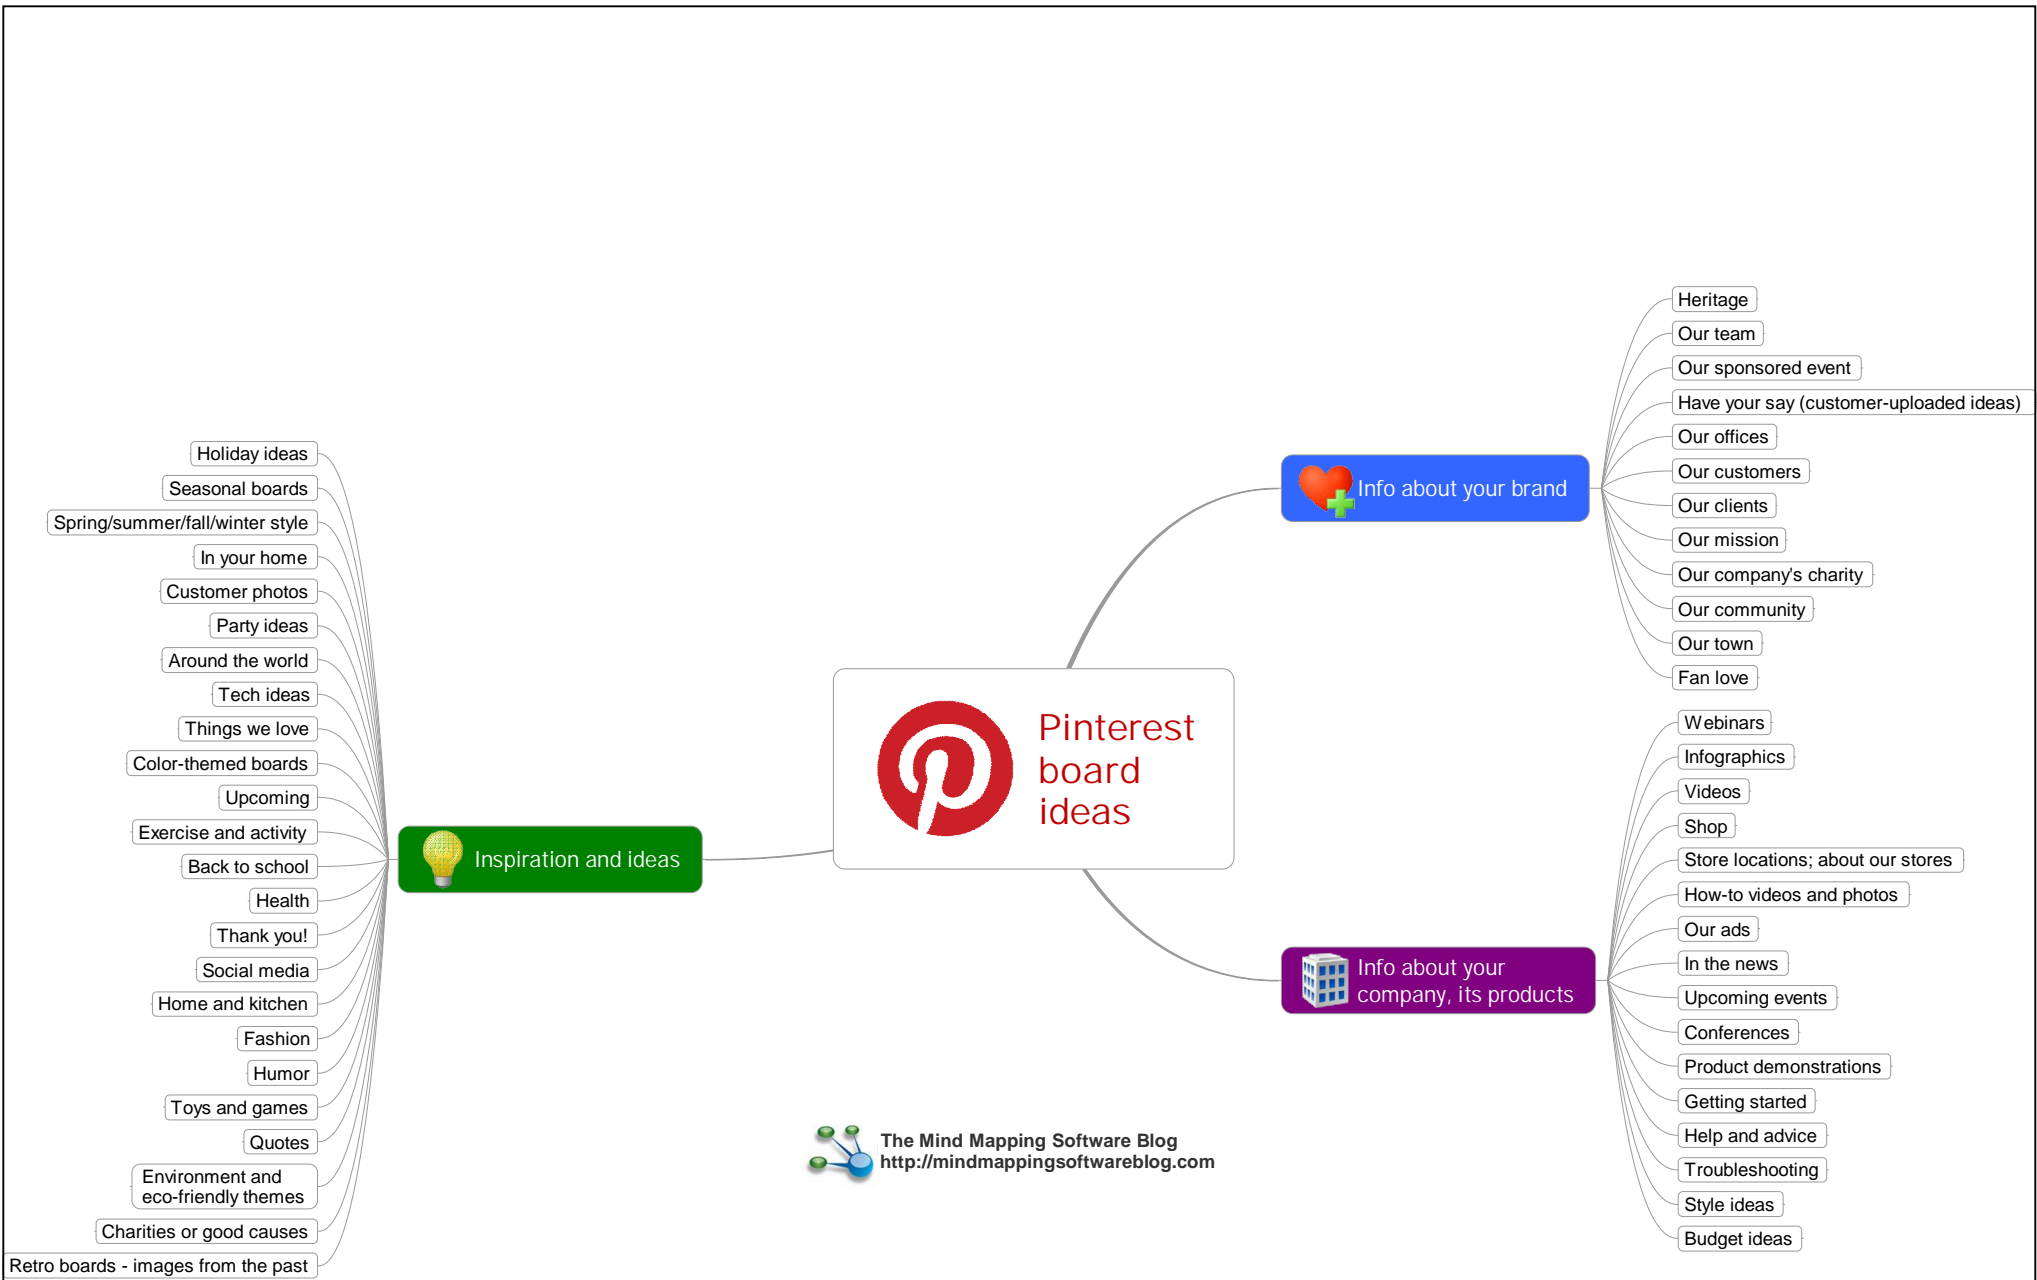 Pinterest
board
ideas
Info about your brand
Heritage
Our team
Our sponsored event
Have your say (customer-uploaded ideas)
Our offices
Our customers
Our clients
Our mission
Our company's charity
Our community
Our town
Fan love
Info about your
company, its products
Webinars
Infographics
Videos
Shop
Store locations; about our stores
How-to videos and photos
Our ads
In the news
Upcoming events
Conferences
Product demonstrations
Getting started
Help and advice
Troubleshooting
Style ideas
Budget ideas
Inspiration and ideas
Holiday ideas
Seasonal boards
Spring/summer/fall/winter style
In your home
Customer photos
Party ideas
Around the world
Tech ideas
Things we love
Color-themed boards
Upcoming
Exercise and activity
Back to school
Health
Thank you!
Social media
Home and kitchen
Fashion
Humor
Toys and games
Quotes
Environment and
eco-friendly themes
Charities or good causes
Retro boards - images from the past
The Mind Mapping Software Blog
http://mindmappingsoftwareblog.com